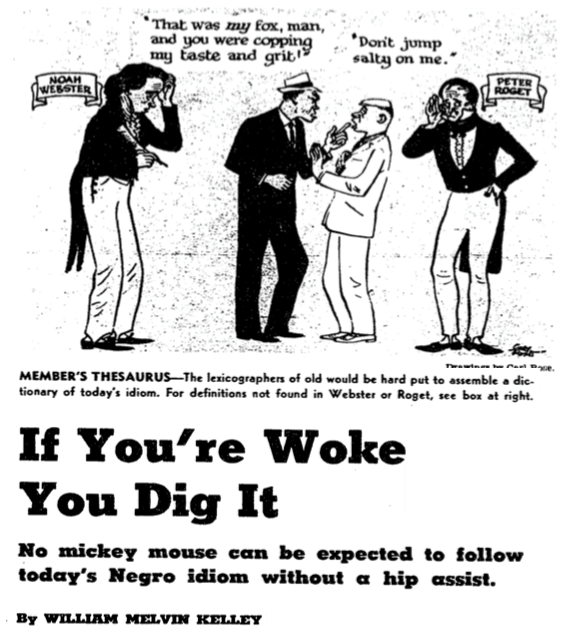 "That was my fox, man,
and you were copping
my taste and grit!"
"Don't jump
salty on me."
NOAH
WEBSTER
PETER
ROGET
Drawings by Carl Rose.
MEMBER'S THESAURUS—The lexicographers of old would be hard put to assemble a dic-
tionary of today's idiom. For definitions not found in Webster or Roget, see box at right.
If You're Woke
You Dig It
No mickey mouse can be expected to follow
today's Negro idiom without a hip assist.
By WILLIAM MELVIN KELLEY